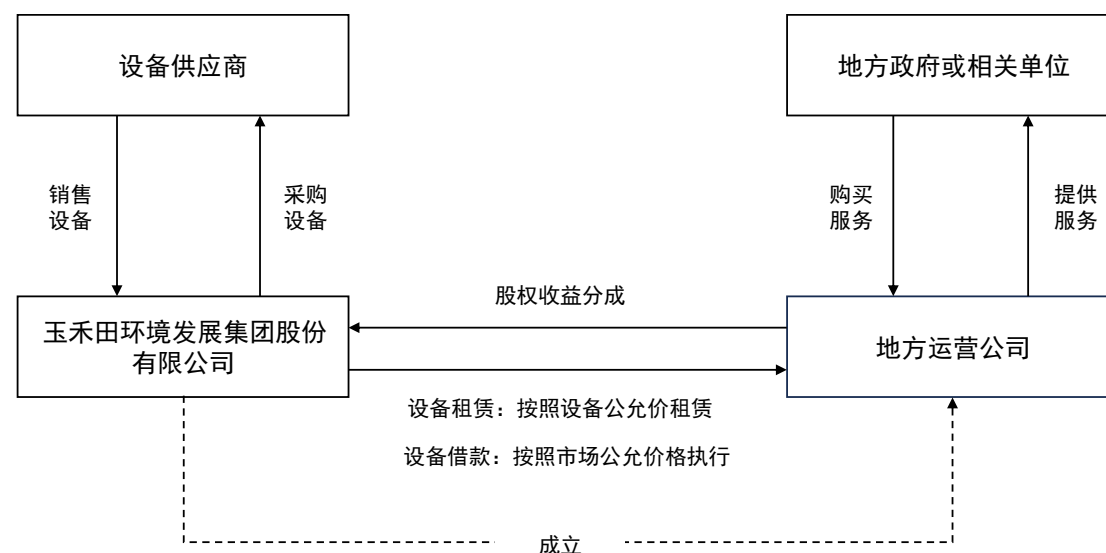 设备供应商
地方政府或相关单位
销售
设备
采购
设备
购买
服务
提供
服务
股权收益分成
玉禾田环境发展集团股份
有限公司
地方运营公司
设备租赁：按照设备公允价租赁
设备借款：按照市场公允价格执行
成立